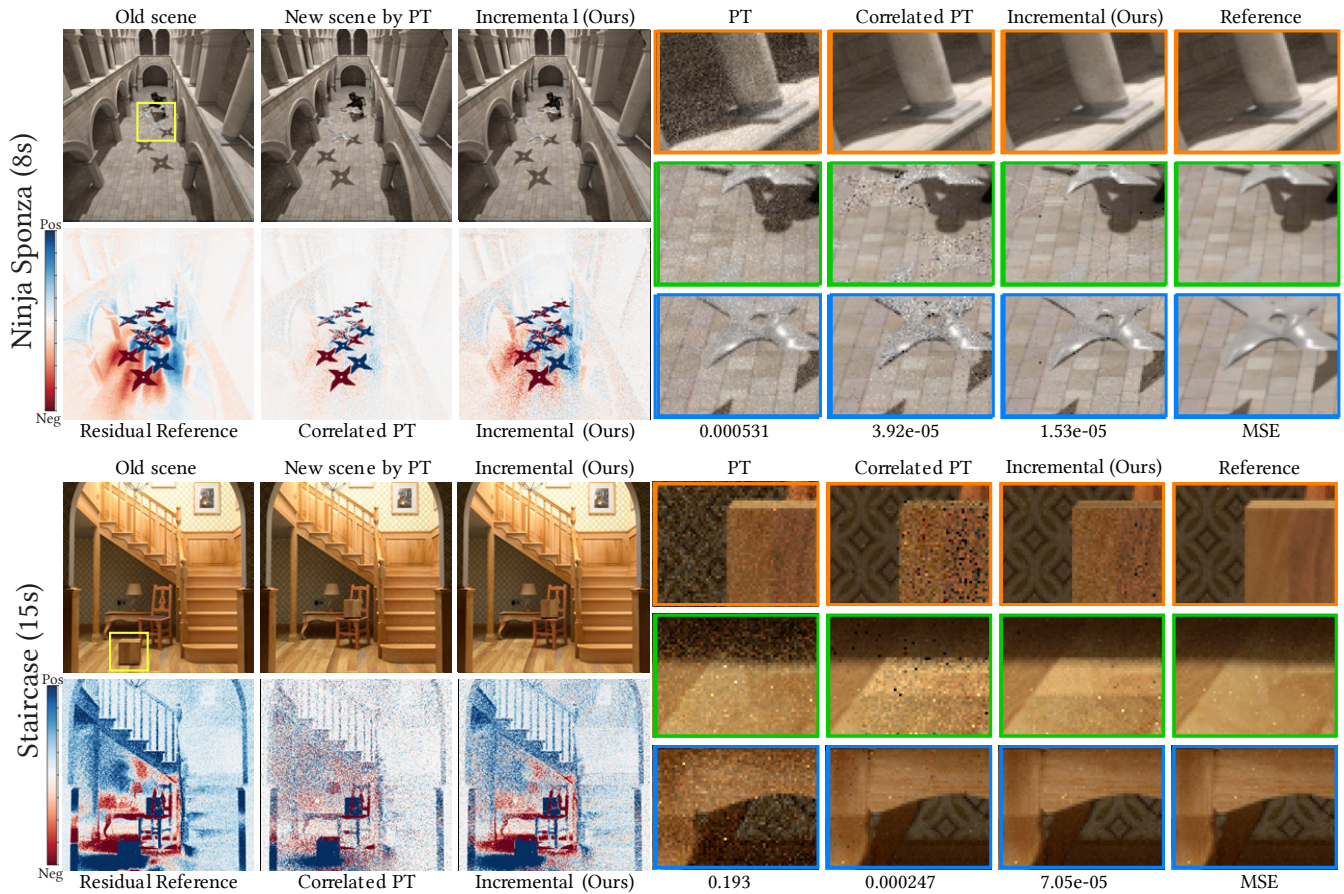 Old scene New scene by PT Incremental (Ours) PT Correlated PT Incremental (Ours) Reference
Ninja Sponza (8s)
Pos
Neg
Residual Reference Correlated PT Incremental (Ours) 0.000531 3.92e-05 1.53e-05 MSE
Old scene New scene by PT Incremental (Ours) PT Correlated PT Incremental (Ours) Reference
Staircase (15s)
Pos
Neg
Residual Reference Correlated PT Incremental (Ours) 0.193 0.000247 7.05e-05 MSE